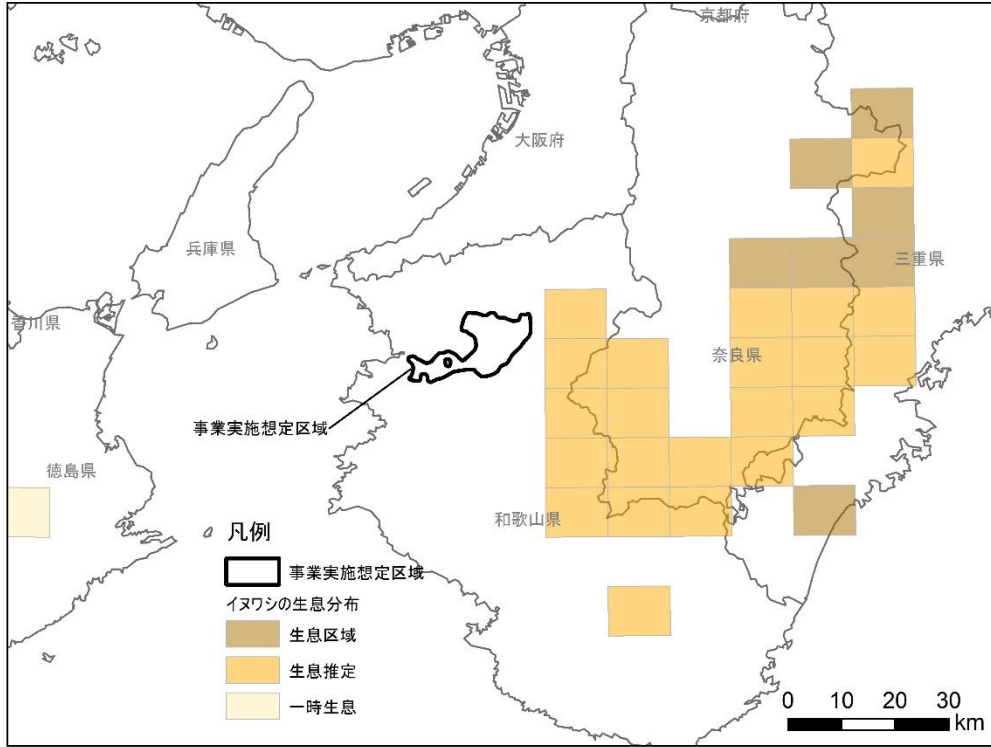 京都府
大阪府
兵庫県
三重県
香川県
奈良県
事業実施想定区域
徳島県
和歌山県
凡例
事業実施想定区域
イヌワシの生息分布
生息区域
生息推定
一時生息
0 10 20 30
km